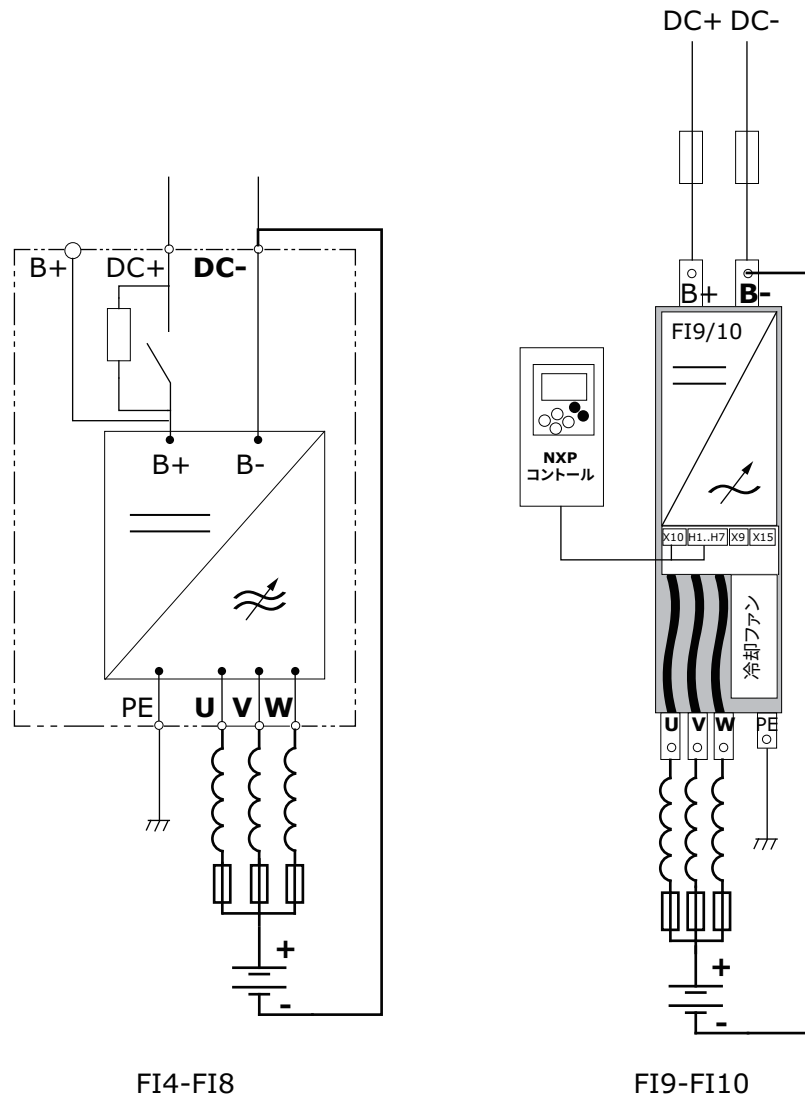 DC+ DC-
B+ DC+ DC-
B+ B-
FI9/10
NXP
コントロール
B+ B-
X10 H1..H7 X9 X15
冷却ファン
PE U V W
U V W PE
+
-
+
-
FI4-FI8
FI9-FI10